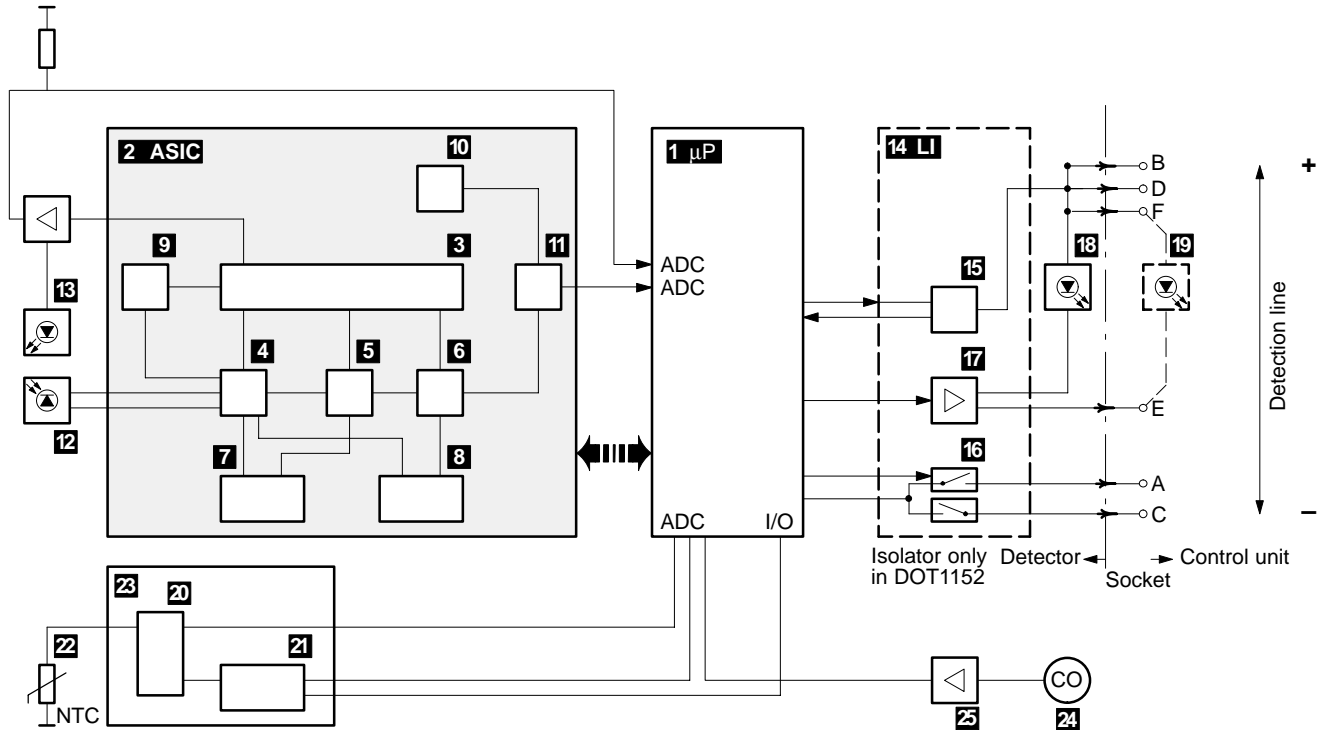 2 ASIC
10
1 µP
14 LI
B
+
D
F
9
3
11
18
19
ADC
ADC
15
13
Detection line
4
5
6
17
E
12
7
8
16
A
C
–
ADC
I/O
Isolator only
in DOT1152
Detector
Control unit
Socket
23
20
22
21
NTC
CO
25
24